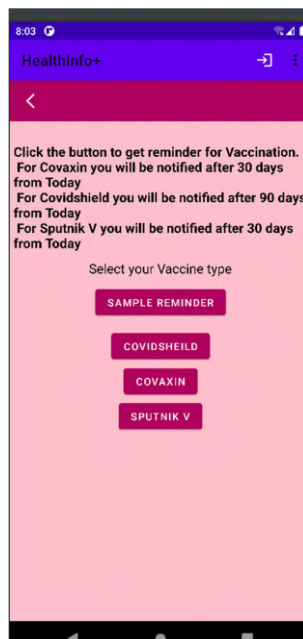 8:03
HealthInfo+
Click the button to get reminder for Vaccination.
For Covaxin you will be notified after 30 days
from Today
For Covidshield you will be notified after 90 days
from Today
For Sputnik V you will be notified after 30 days
from Today
Select your Vaccine type
SAMPLE REMINDER
COVIDSHEILD
COVAXIN
SPUTNIK V